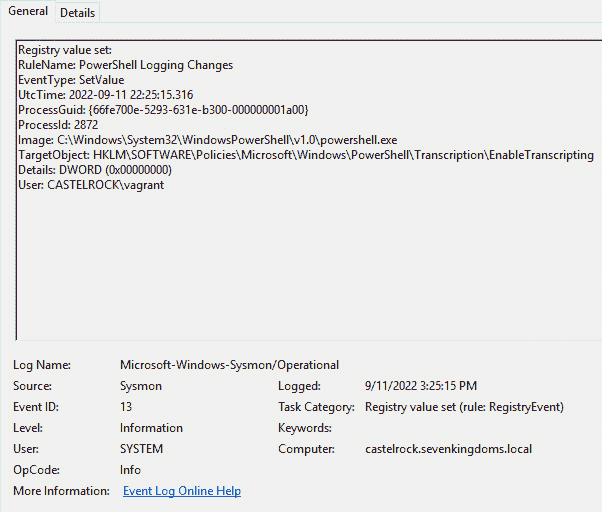 General Details
Registry value set:
RuleName: PowerShell Logging Changes
EventType: SetValue
UtcTime: 2022-09-11 22:25:15.316
ProcessGuid: {66fe700e-5293-631e-b300-000000001a00}
ProcessId: 2872
Image: C:\Windows\System32\WindowsPowerShell\v1.0\powershell.exe
TargetObject: HKLM\SOFTWARE\Policies\Microsoft\Windows\PowerShell\Transcription\EnableTranscripting
Details: DWORD (0x00000000)
User: CASTELROCK\vagrant
Log Name: Microsoft-Windows-Sysmon/Operational
Source: Sysmon Logged: 9/11/2022 3:25:15 PM
Event ID: 13 Task Category: Registry value set (rule: RegistryEvent)
Level: Information Keywords:
User: SYSTEM Computer: castelrock.sevenkingdoms.local
OpCode: Info
More Information: Event Log Online Help